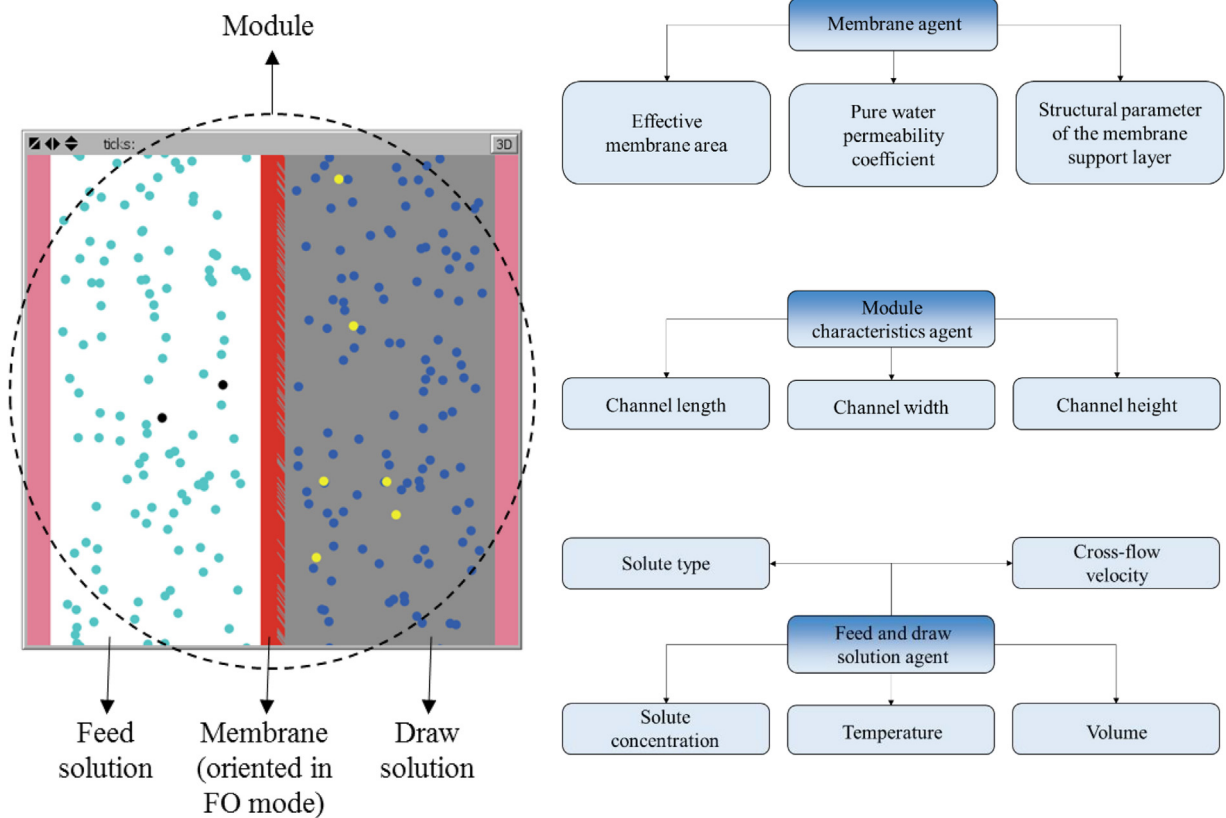 Module
ticks:
3D
Feed
solution
Membrane
(oriented in
FO mode)
Draw
solution
Membrane agent
Effective
membrane area
Pure water
permeability
coefficient
Structural parameter
of the membrane
support layer
Module
characteristics agent
Channel length
Channel width
Channel height
Solute type
Cross-flow
velocity
Feed and draw
solution agent
Solute
concentration
Temperature
Volume